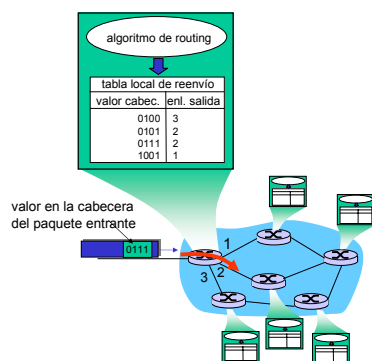 algoritmo de routing
tabla local de reenvío
valor cabec. enl. salida
0100 3
0101 2
0111 2
1001 1
valor en la cabecera
del paquete entrante
0111
1
2
3